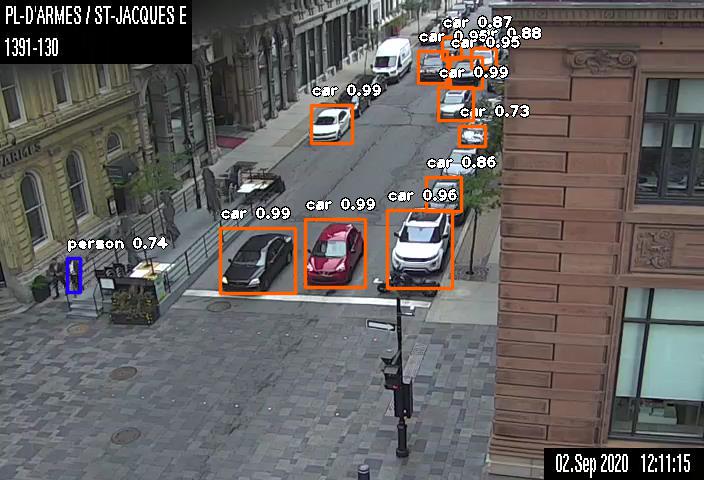 PL-D'ARMES / ST-JACQUES E
1391-130
car 0.87
0.88
car 0.95
car 0.99
car 0.99
car 0.73
car 0.86
car 0.96
car 0.99
car 0.99
person 0.74
02.Sep 2020 12:11:15